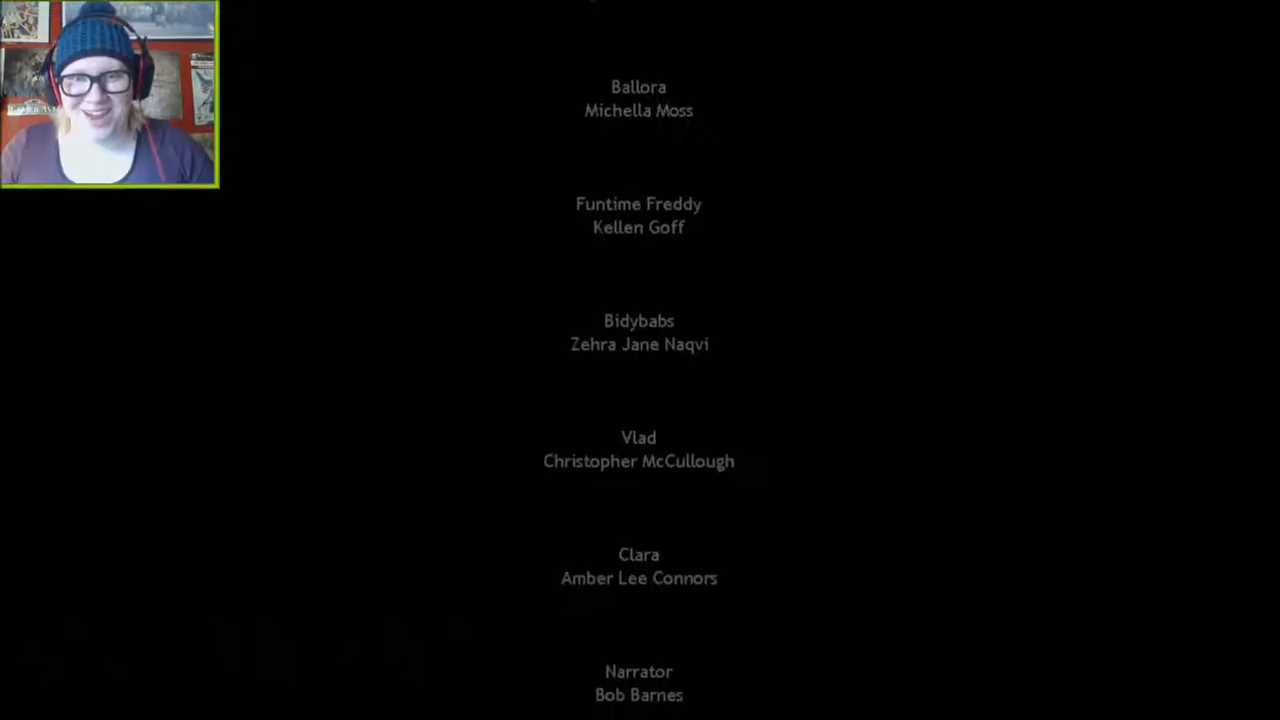 Ballora
Michella Moss
Funtime Freddy
Kellen Goff
Bidybabs
Zehra Jane Naqvi
Vlad
Christopher McCullough
Clara
Amber Lee Connors
Narrator
Bob Barnes